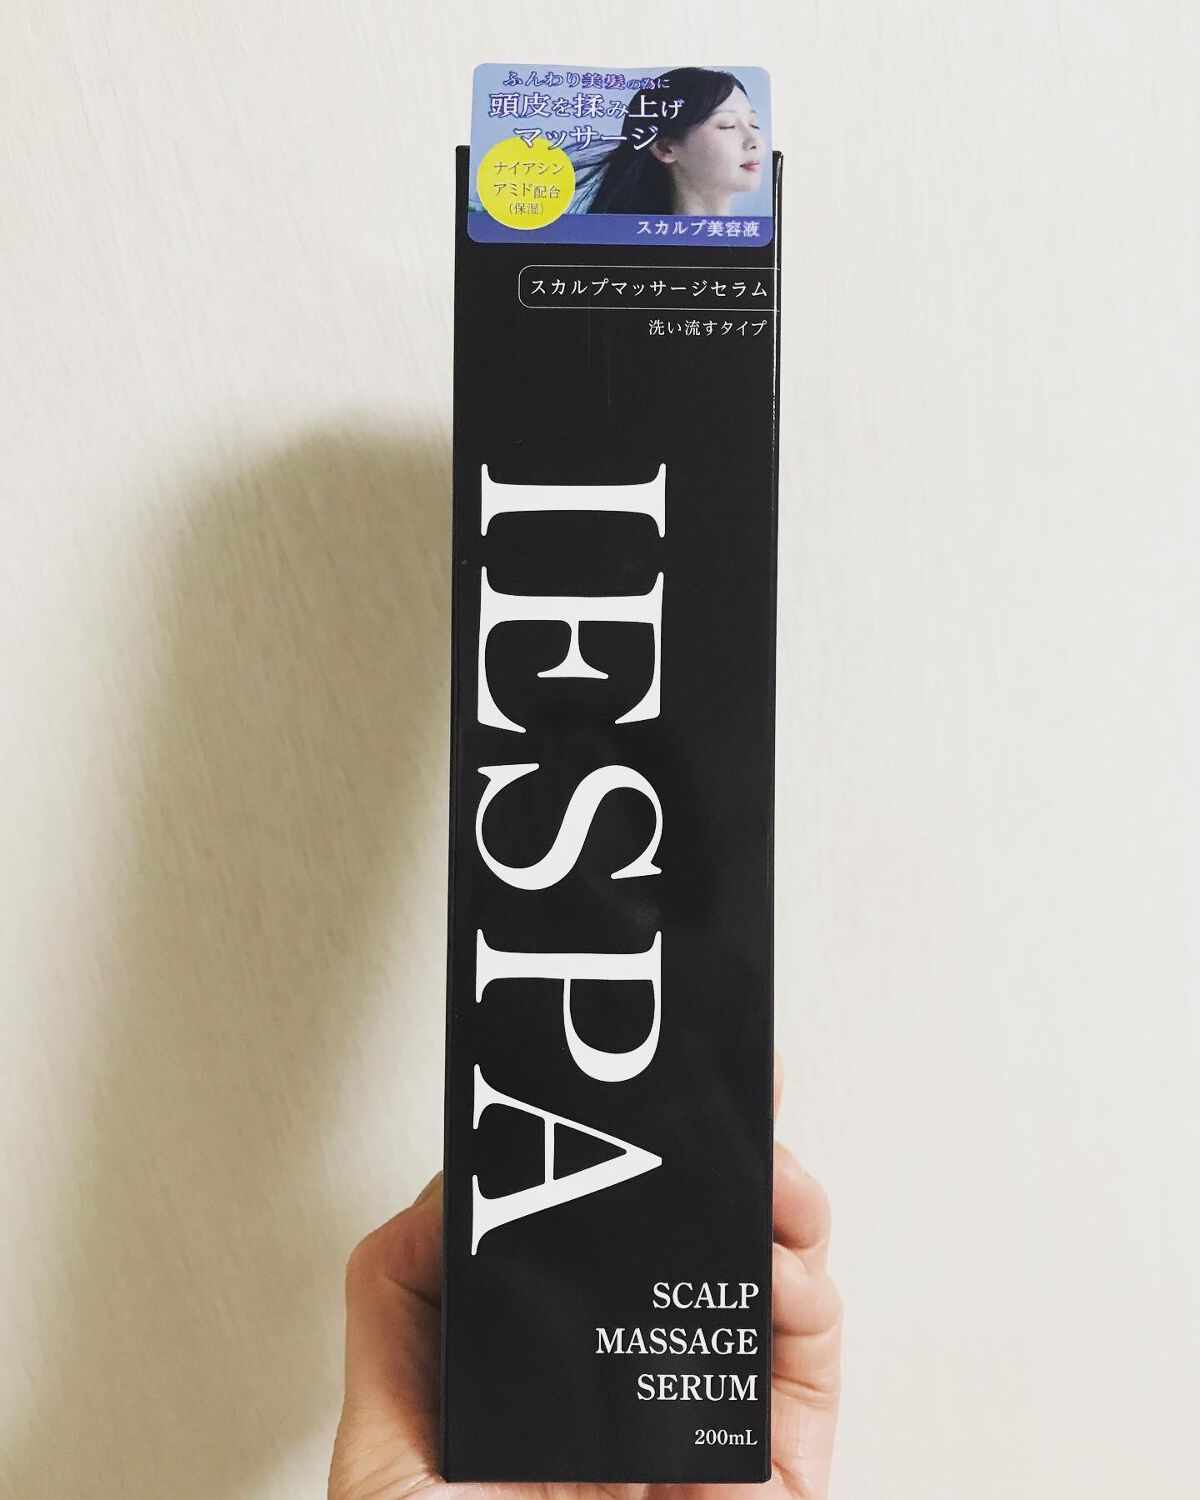 ふんわり美髪の為に
頭皮を揉み上げ
マッサージ
ナイアシン
アミド配合
(保湿)
スカルプ美容液
スカルプマッサージセラム
洗い流すタイプ
IESPA
SCALP
MASSAGE
SERUM
200mL